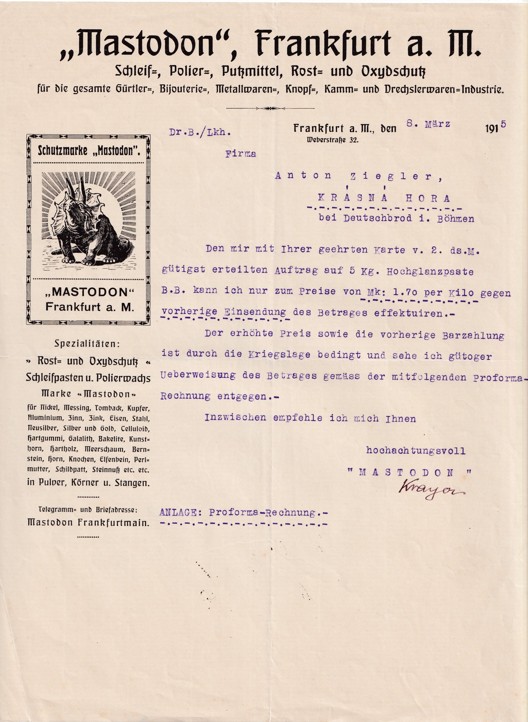 „Mastodon“, Frankfurt a. M.
Schleif=, Polier=, Putzmittel, Rost= und Oxydschutz
für die gesamte Gürtler=, Bijouterie=, Metallwaren=, Knopf=, Kamm= und Drechslerwaren=Industrie.
Dr.B./Lkh.
Frankfurt a. M., den 8. März 1915
Weberstraße 32.
Firma
Anton Ziegler,
KRÁSNÁ HORA
bei Deutschbrod i. Böhmen
Schutzmarke „Mastodon“.
„MASTODON“
Frankfurt a. M.
Spezialitäten:
Rost= und Oxydschutz
Schleifpasten u. Polierwachs
Marke «Mastodon»
für Nickel, Messing, Tomback, Kupfer,
Aluminium, Zinn, Zink, Eisen, Stahl,
Neusilber, Silber und Gold, Celluloid,
Hartgummi, Galalith, Bakelite, Kunst=
horn, Hartholz, Meerschaum, Bern=
stein, Horn, Knochen, Elfenbein, Perl=
mutter, Schildpatt, Steinnuß etc. etc.
in Pulver, Körner u. Stangen.
Telegramm= und Briefadresse:
Mastodon Frankfurtmain.
Den mir mit Ihrer geehrten Karte v. 2. ds.M.
gütigst erteilten Auftrag auf 5 Kg. Hochglanzpaste
B.B. kann ich nur zum Preise von Mk: 1.70 per Kilo gegen
vorherige Einsendung des Betrages effektuiren.-
Der erhöhte Preis sowie die vorherige Barzahlung
ist durch die Kriegslage bedingt und sehe ich gütoger
Ueberweisung des Betrages gemäss der mitfolgenden Proforma-
Rechnung entgegen.-
Inzwischen empfehle ich mich Ihnen
hochachtungsvoll
"MASTODON"
ANLAGE: Proforma-Rechnung.-